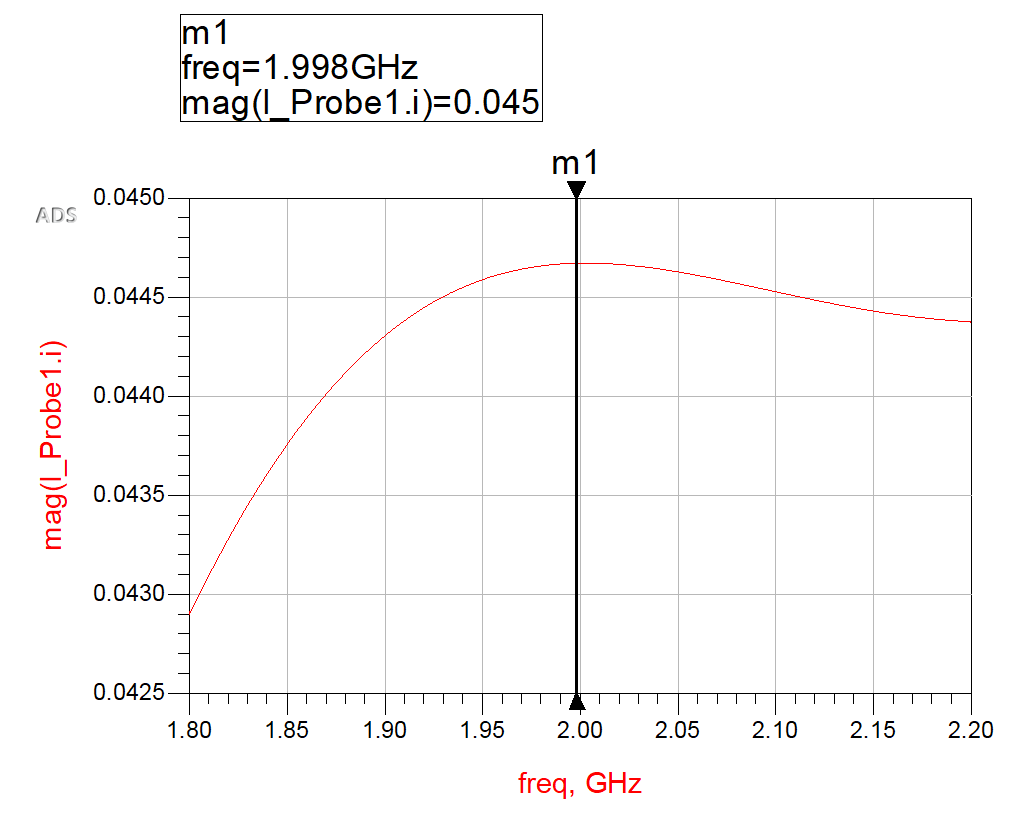 m1
freq=1.998GHz
mag(I_Probe1.i)=0.045
m1
ADS
0.0450
0.0445
0.0440
0.0435
0.0430
0.0425
mag(I_Probe1.i)
1.80 1.85 1.90 1.95 2.00 2.05 2.10 2.15 2.20
freq, GHz